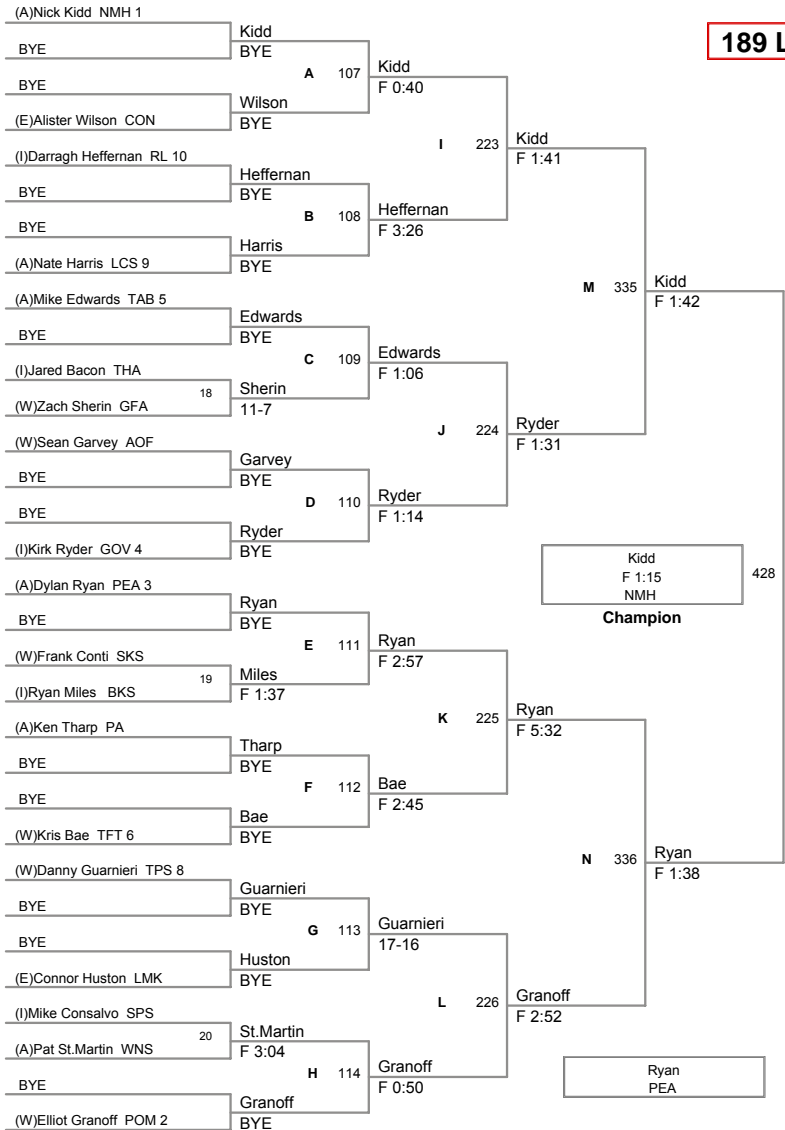 (A)Nick Kidd NMH 1
BYE
BYE
(E)Alister Wilson CON
(I)Darragh Heffernan RL 10
BYE
BYE
(A)Nate Harris LCS 9
(A)Mike Edwards TAB 5
BYE
(I)Jared Bacon THA
18
(W)Zach Sherin GFA
(W)Sean Garvey AOF
BYE
BYE
(I)Kirk Ryder GOV 4
(A)Dylan Ryan PEA 3
BYE
(W)Frank Conti SKS
19
(I)Ryan Miles BKS
(A)Ken Tharp PA
BYE
BYE
(W)Kris Bae TFT 6
(W)Danny Guarnieri TPS 8
BYE
BYE
(E)Connor Huston LMK
(I)Mike Consalvo SPS
20
(A)Pat St.Martin WNS
BYE
(W)Elliot Granoff POM 2
Kidd
BYE
A 107
Wilson
BYE
Heffernan
BYE
B 108
Harris
BYE
Edwards
BYE
C 109
Sherin
11-7
Garvey
BYE
D 110
Ryder
BYE
Ryan
BYE
E 111
Miles
F 1:37
Tharp
BYE
F 112
Bae
BYE
Guarnieri
BYE
G 113
Huston
BYE
St.Martin
F 3:04
H 114
Granoff
BYE
Kidd
F 0:40
I 223
Heffernan
F 3:26
Edwards
F 1:06
J 224
Ryder
F 1:14
Ryan
F 2:57
K 225
Bae
F 2:45
Guarnieri
17-16
L 226
Granoff
F 0:50
Kidd
F 1:41
M 335
Ryder
F 1:31
Ryan
F 5:32
N 336
Granoff
F 2:52
Kidd
F 1:42
Ryan
F 1:38
189 L
Kidd
F 1:15
NMH
428
Champion
Ryan
PEA